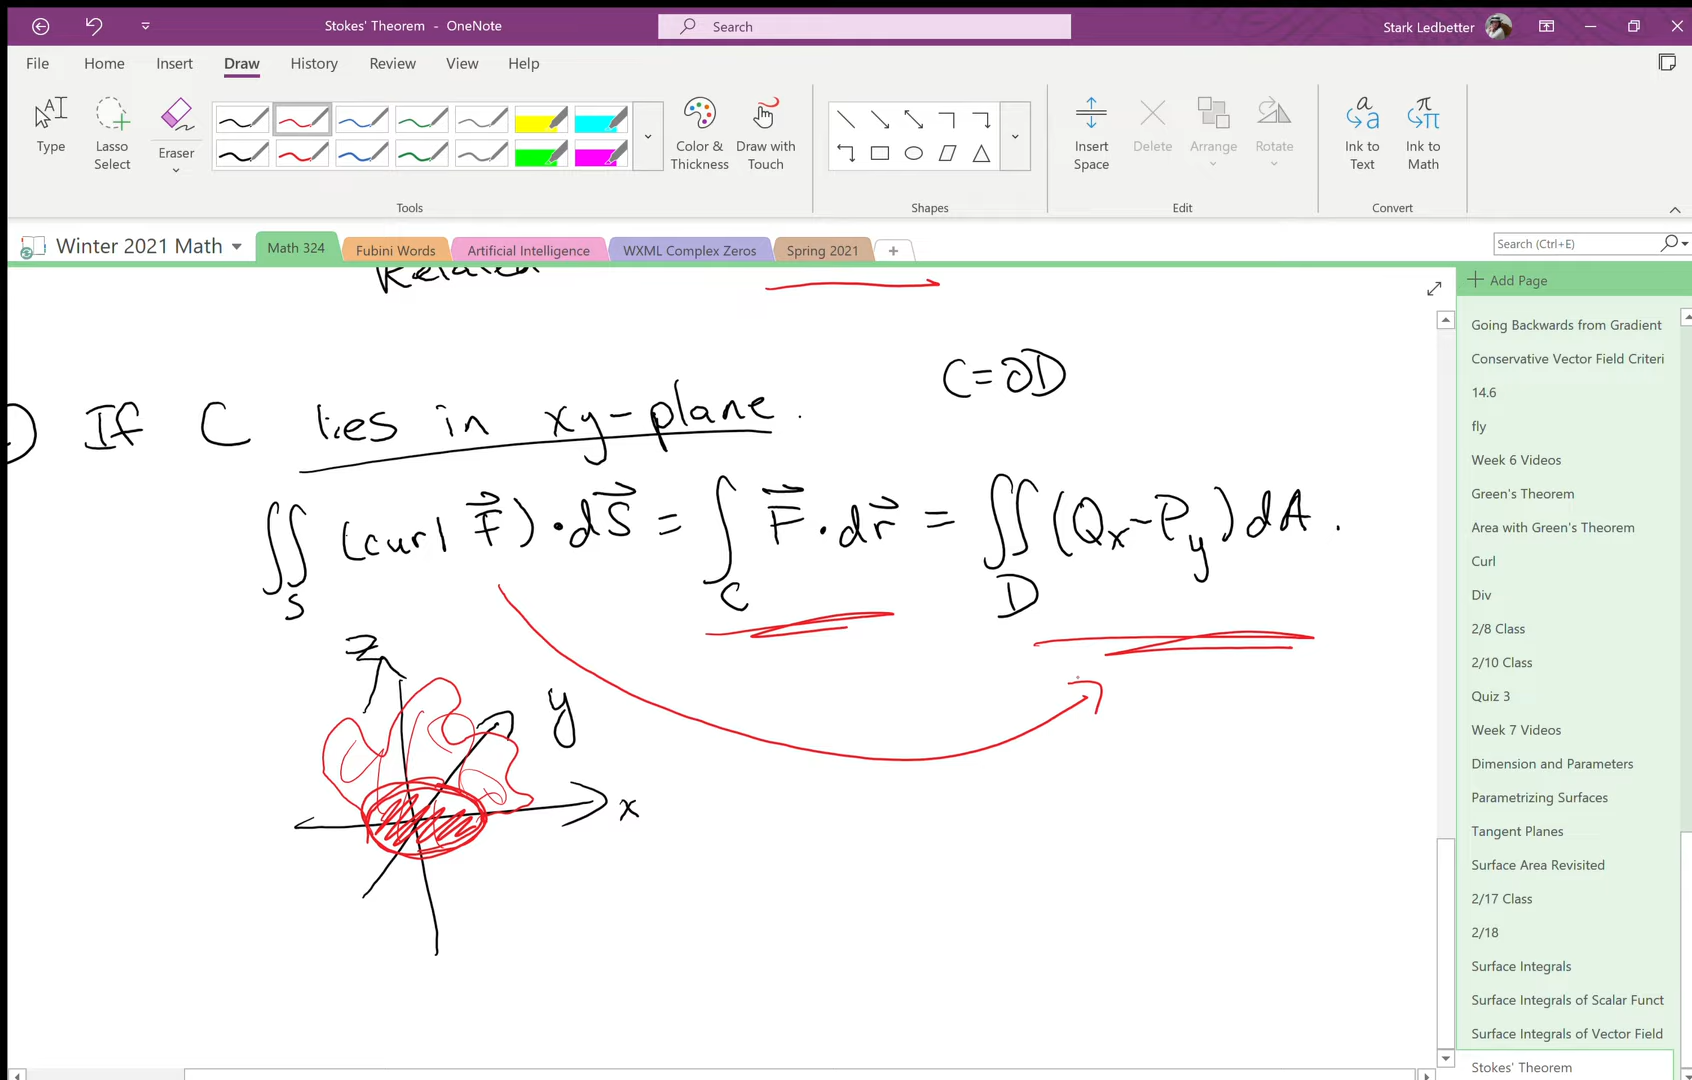 Stokes' Theorem - OneNote
Search
Stark Ledbetter
File Home Insert Draw History Review View Help
Type
Lasso Select
Eraser
Color & Thickness
Draw with Touch
Insert Space
Delete
Arrange
Rotate
Ink to Text
Ink to Math
Tools Shapes Edit Convert
Winter 2021 Math
Math 324 Fubini Words Artificial Intelligence WXML Complex Zeros Spring 2021 +
Search (Ctrl+E)
Add Page
Going Backwards from Gradient
Conservative Vector Field Criteri
14.6
fly
Week 6 Videos
Green's Theorem
Area with Green's Theorem
Curl
Div
2/8 Class
2/10 Class
Quiz 3
Week 7 Videos
Dimension and Parameters
Parametrizing Surfaces
Tangent Planes
Surface Area Revisited
2/17 Class
2/18
Surface Integrals
Surface Integrals of Scalar Funct
Surface Integrals of Vector Field
Stokes' Theorem
Related
C = ∂D
) If C lies in xy-plane.
∬_S (curl F⃗) · dS⃗ = ∫_C F⃗ · dr⃗ = ∬_D (Q_x - P_y) dA.
z
y
x